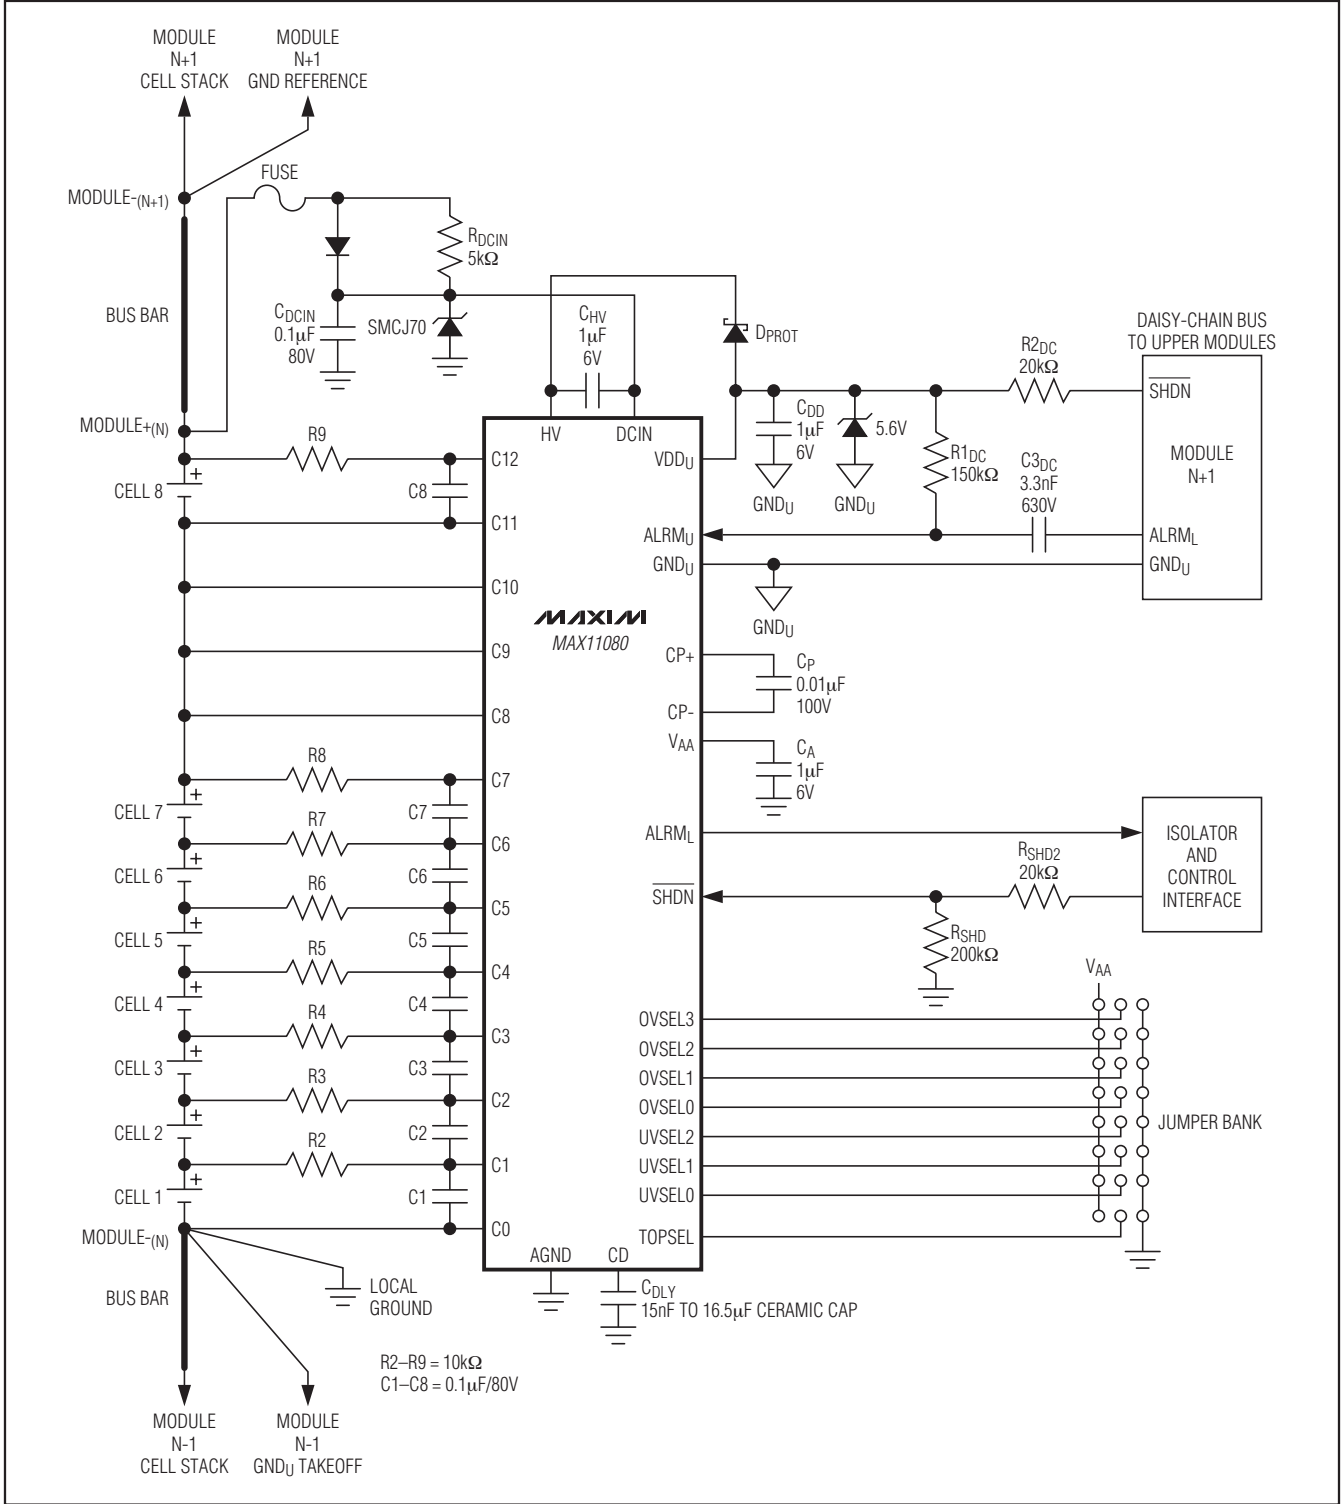 MODULE
N+1
CELL STACK
MODULE
N+1
GND REFERENCE
FUSE
MODULE-(N+1)
RDCIN
5kΩ
BUS BAR
CDCIN
0.1µF
80V
SMCJ70
CHV
1µF
6V
DPROT
DAISY-CHAIN BUS
TO UPPER MODULES
R2DC
20kΩ
SHDN
MODULE
N+1
ALRML
GNDU
CDD
1µF
6V
5.6V
GNDU
GNDU
R1DC
150kΩ
C3DC
3.3nF
630V
MODULE+(N)
R9
C8
CELL 8
+
HV
DCIN
C12
C11
C10
C9
C8
VDDU
ALRMU
GNDU
GNDU
MAXIM
MAX11080
CP+
CP-
CP
0.01µF
100V
VAA
CA
1µF
6V
R8
C7
CELL 7
+
C7
R7
C6
CELL 6
+
C6
R6
C5
CELL 5
+
C5
R5
C4
CELL 4
+
C4
R4
C3
CELL 3
+
C3
R3
C2
CELL 2
+
C2
R2
C1
CELL 1
+
C1
C0
MODULE-(N)
ALRML
SHDN
RSHD2
20kΩ
RSHD
200kΩ
ISOLATOR
AND
CONTROL
INTERFACE
VAA
OVSEL3
OVSEL2
OVSEL1
OVSEL0
UVSEL2
UVSEL1
UVSEL0
TOPSEL
JUMPER BANK
AGND
CD
CDLY
15nF TO 16.5µF CERAMIC CAP
BUS BAR
LOCAL
GROUND
R2–R9 = 10kΩ
C1–C8 = 0.1µF/80V
MODULE
N-1
CELL STACK
MODULE
N-1
GNDU TAKEOFF